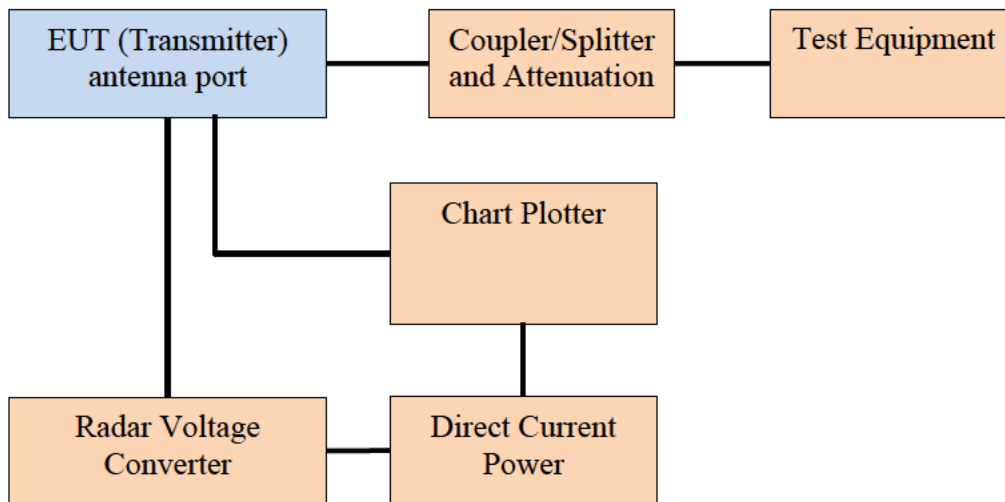 EUT (Transmitter)
antenna port
Coupler/Splitter
and Attenuation
Test Equipment
Chart Plotter
Radar Voltage
Converter
Direct Current
Power